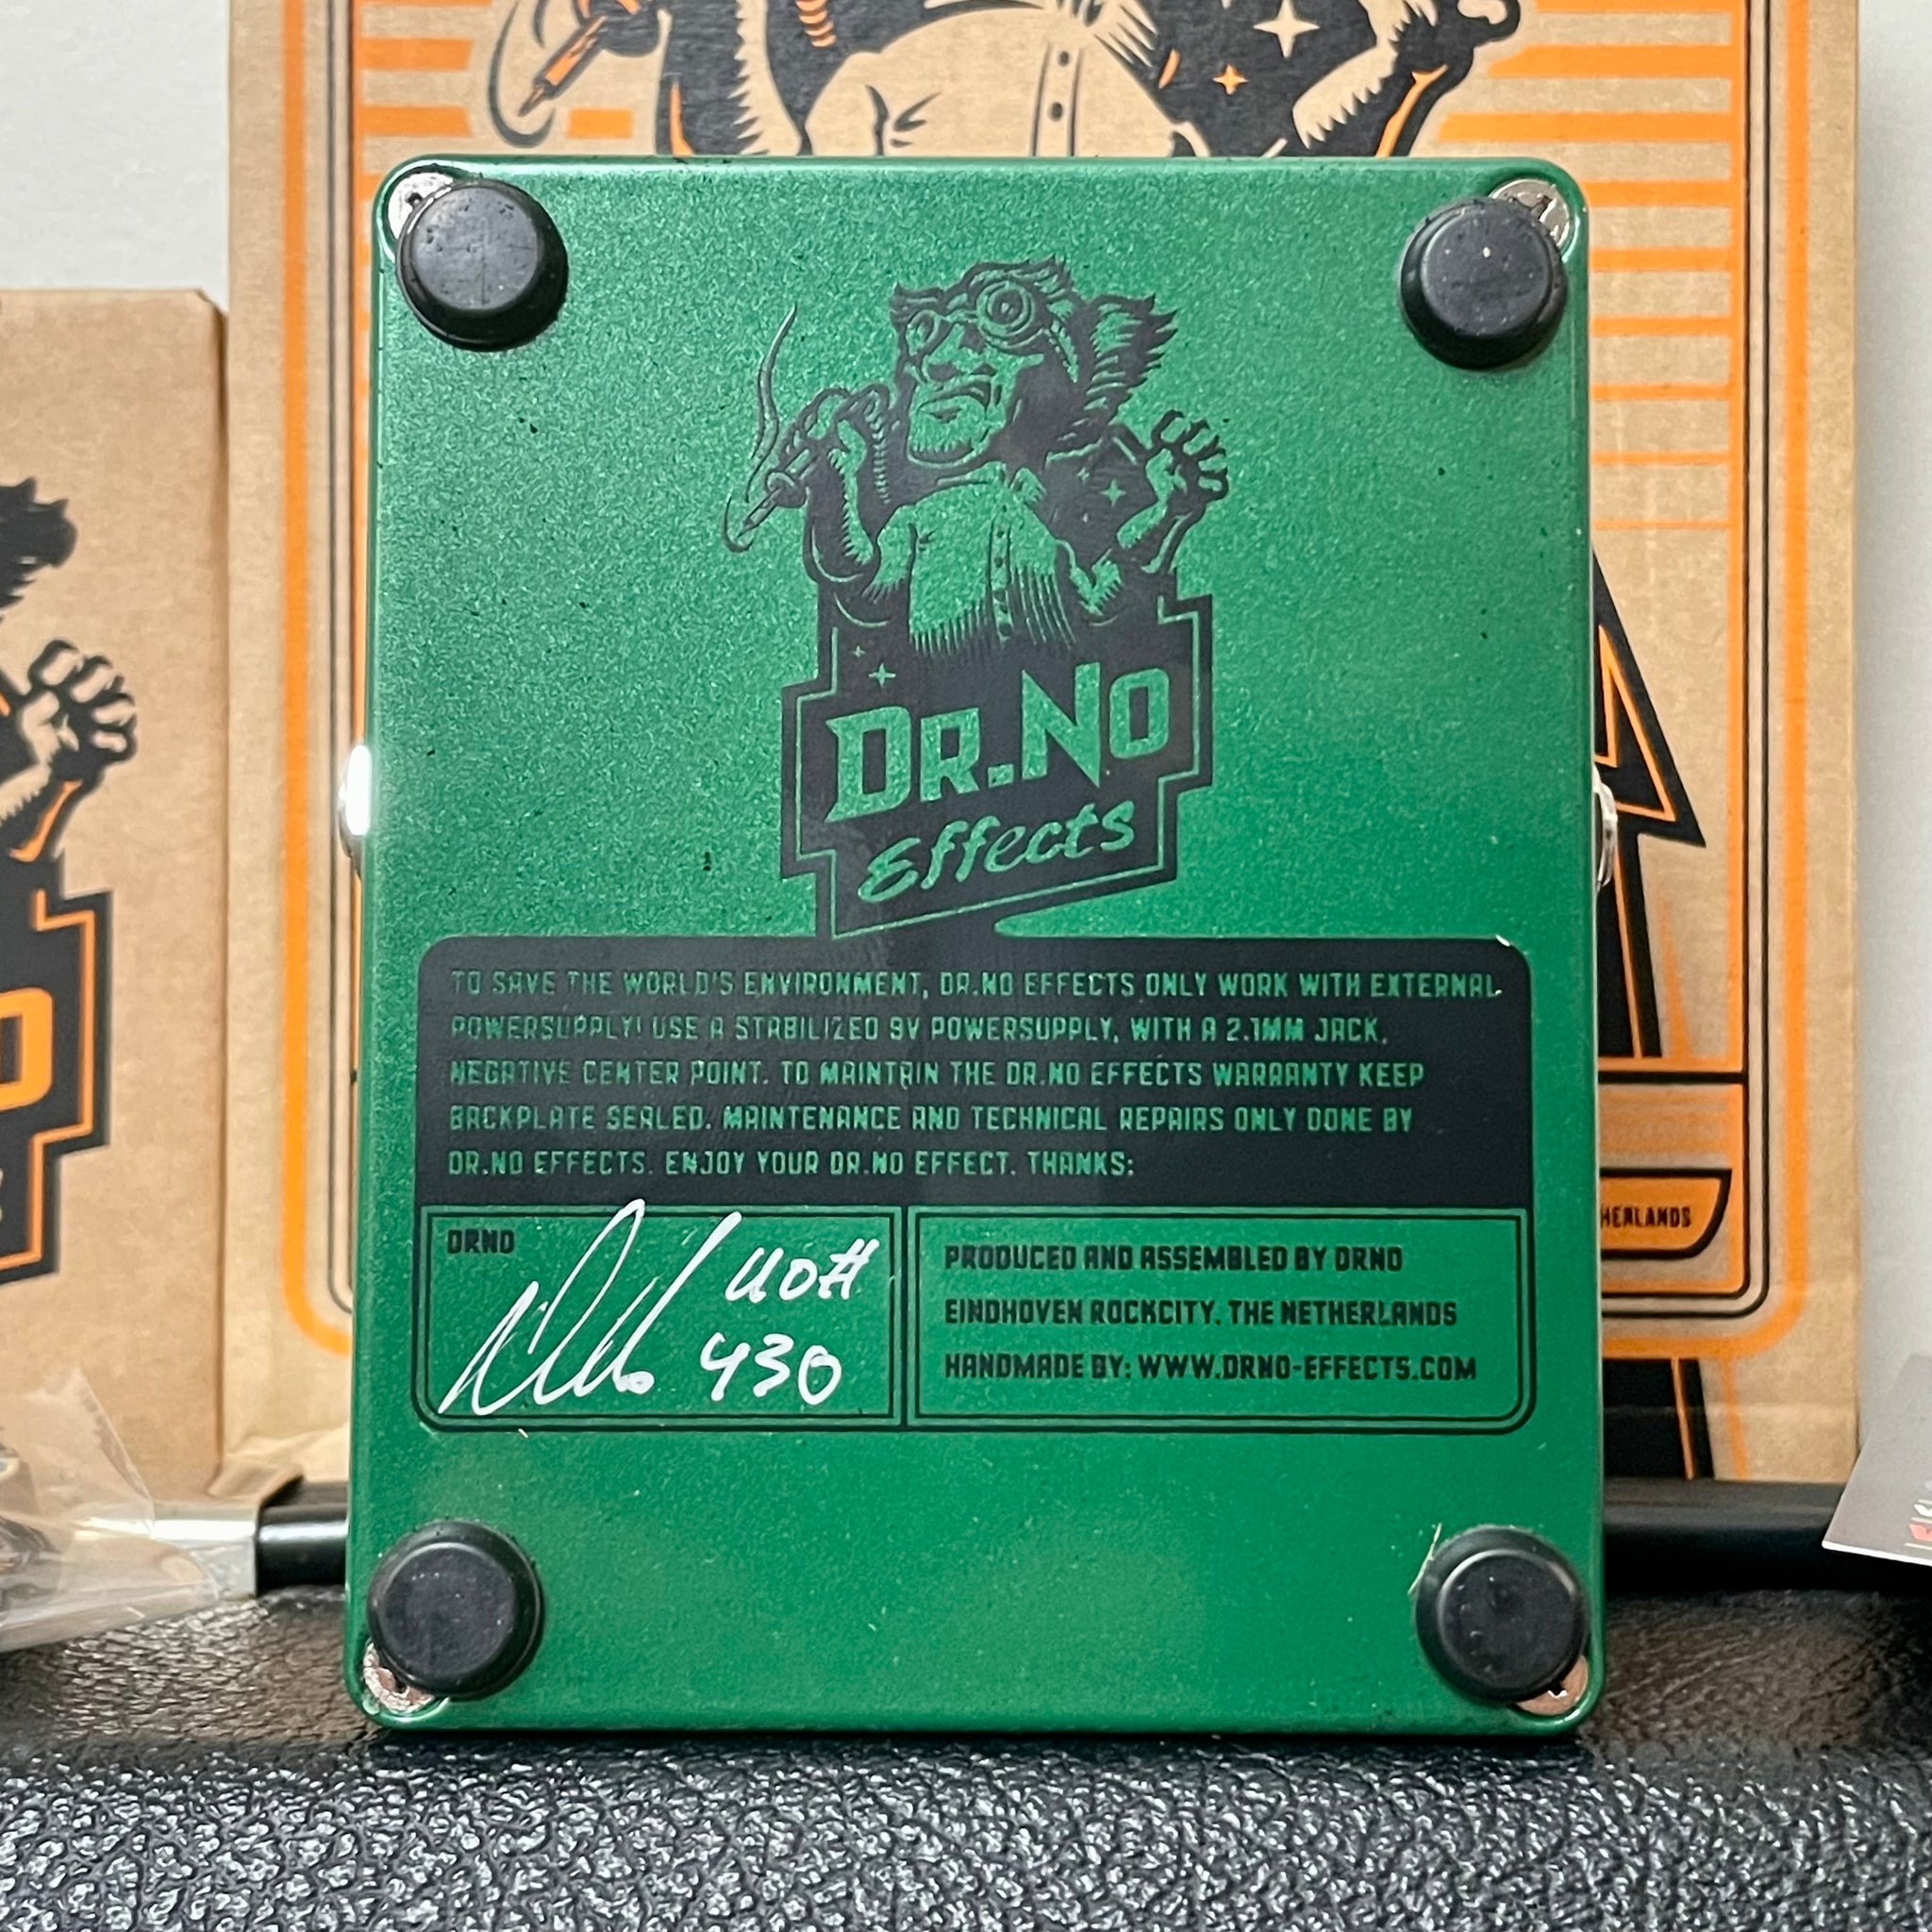 DR.NO
Effects
TO SAVE THE WORLD'S ENVIRONMENT, DR.NO EFFECTS ONLY WORK WITH EXTERNAL
POWERSUPPLY! USE A STABILIZED 9V POWERSUPPLY, WITH A 2.1MM JACK,
NEGATIVE CENTER POINT. TO MAINTAIN THE DR.NO EFFECTS WARRANTY KEEP
BACKPLATE SEALED. MAINTENANCE AND TECHNICAL REPAIRS ONLY DONE BY
DR.NO EFFECTS. ENJOY YOUR DR.NO EFFECT. THANKS:
DRNO
430
PRODUCED AND ASSEMBLED BY DRNO
EINDHOVEN ROCKCITY. THE NETHERLANDS
HANDMADE BY: WWW.DRNO-EFFECTS.COM
HERLANDS